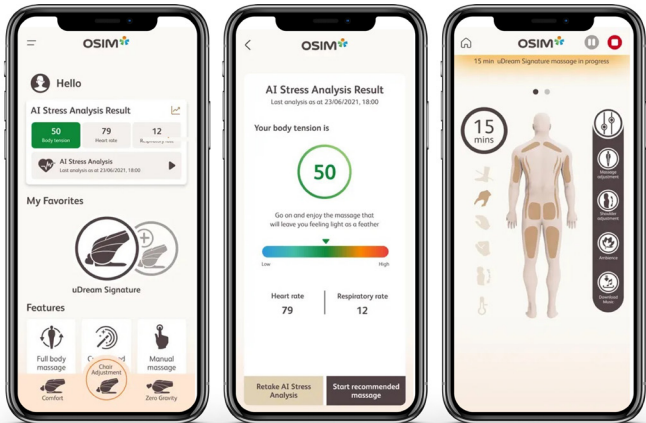 OSIM
Hello
AI Stress Analysis Result
50
Body tension
79
Heart rate
12
AI Stress Analysis
Last analysis as at 23/06/2021, 18:00
My Favorites
uDream Signature
Features
Full body
massage
Manual
massage
Chair
Adjustment
Comfort
Zero Gravity
OSIM
AI Stress Analysis Result
Last analysis as at 23/06/2021, 18:00
Your body tension is
50
Go on and enjoy the massage that
will leave you feeling light as a feather
Low
High
Heart rate
79
Respiratory rate
12
Retake AI Stress
Analysis
Start recommended
massage
OSIM
15 min uDream Signature massage in progress
15
mins
Massage
adjustment
Shoulder
adjustment
Ambience
Download
Music